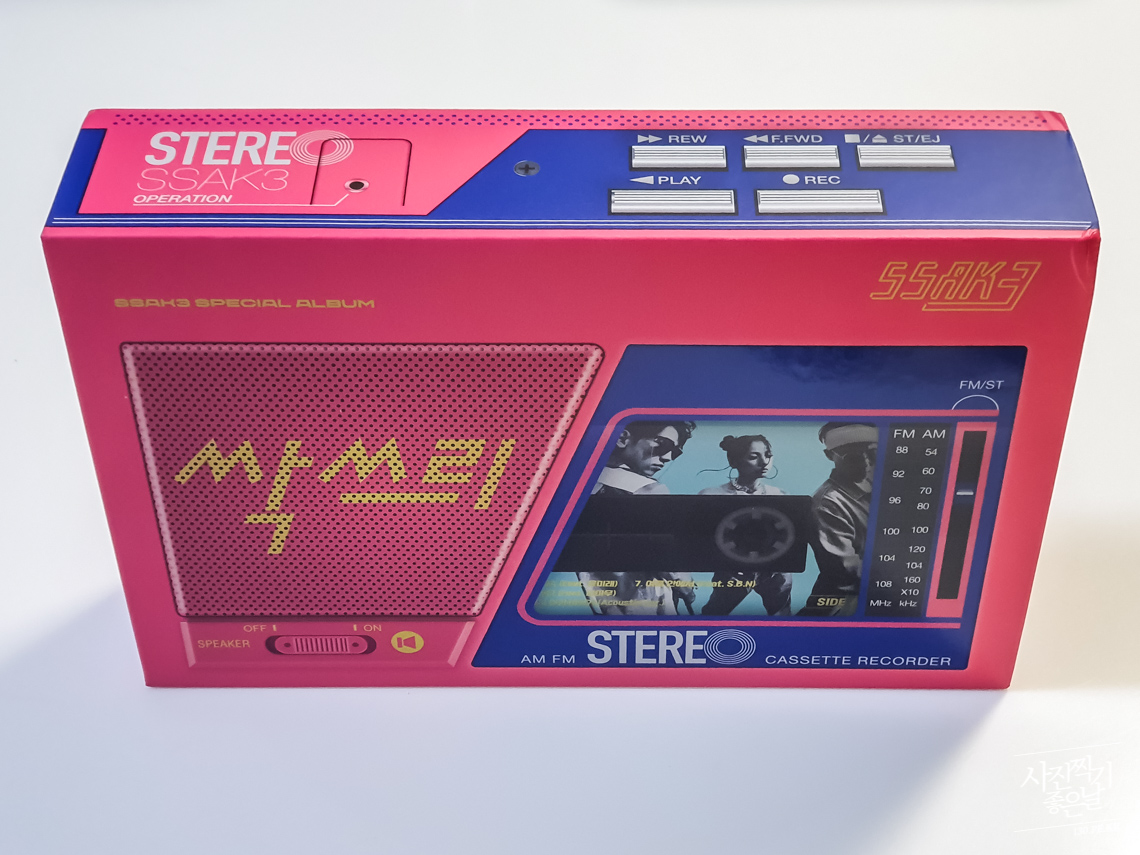 STEREO
SSAK3
OPERATION
REW
F.FWD
/ ST/EJ
PLAY
REC
SSAK3 SPECIAL ALBUM
SSAK3
싹쓰리
OFF
ON
SPEAKER
FM/ST
FM AM
88 54
92 60
70
96 80
100 100
120
104 104
108 160
X10
MHz kHz
7.
feat. S.B.N)
SIDE
AM FM STEREO CASSETTE RECORDER
사진찍기
좋은날